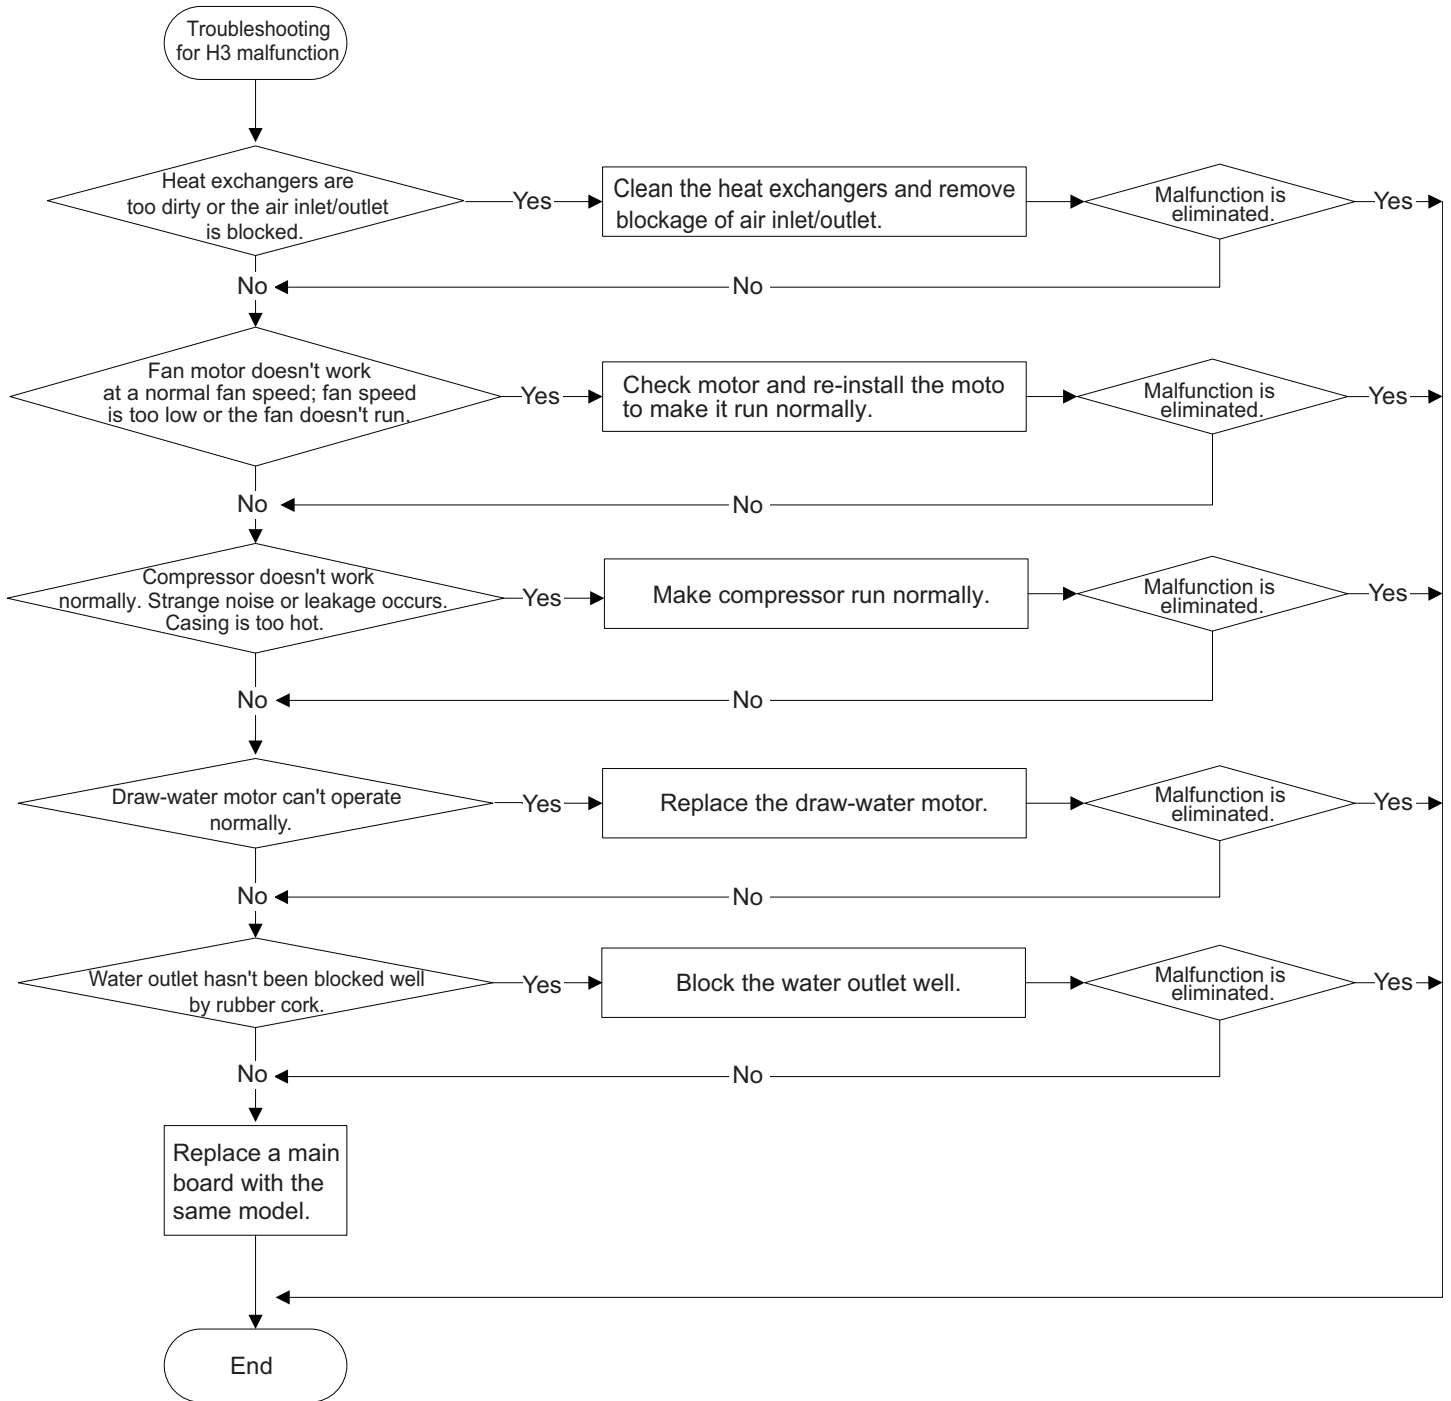 Troubleshooting
for H3 malfunction
Heat exchangers are
too dirty or the air inlet/outlet
is blocked.
Yes
Clean the heat exchangers and remove
blockage of air inlet/outlet.
Malfunction is
eliminated.
Yes
No
No
Fan motor doesn't work
at a normal fan speed; fan speed
is too low or the fan doesn't run.
Yes
Check motor and re-install the moto
to make it run normally.
Malfunction is
eliminated.
Yes
No
No
Compressor doesn't work
normally. Strange noise or leakage occurs.
Casing is too hot.
Yes
Make compressor run normally.
Malfunction is
eliminated.
Yes
No
No
Draw-water motor can't operate
normally.
Yes
Replace the draw-water motor.
Malfunction is
eliminated.
Yes
No
No
Water outlet hasn't been blocked well
by rubber cork.
Yes
Block the water outlet well.
Malfunction is
eliminated.
Yes
No
No
Replace a main
board with the
same model.
End